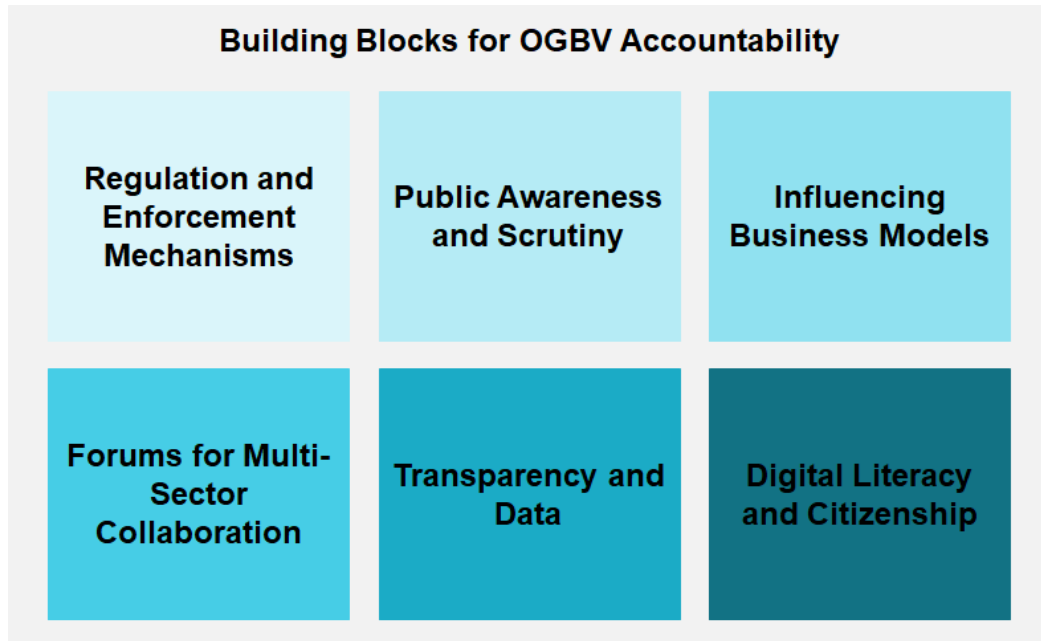 Building Blocks for OGBV Accountability
Regulation and
Enforcement
Mechanisms
Public Awareness
and Scrutiny
Influencing
Business Models
Forums for Multi-
Sector
Collaboration
Transparency and
Data
Digital Literacy
and Citizenship